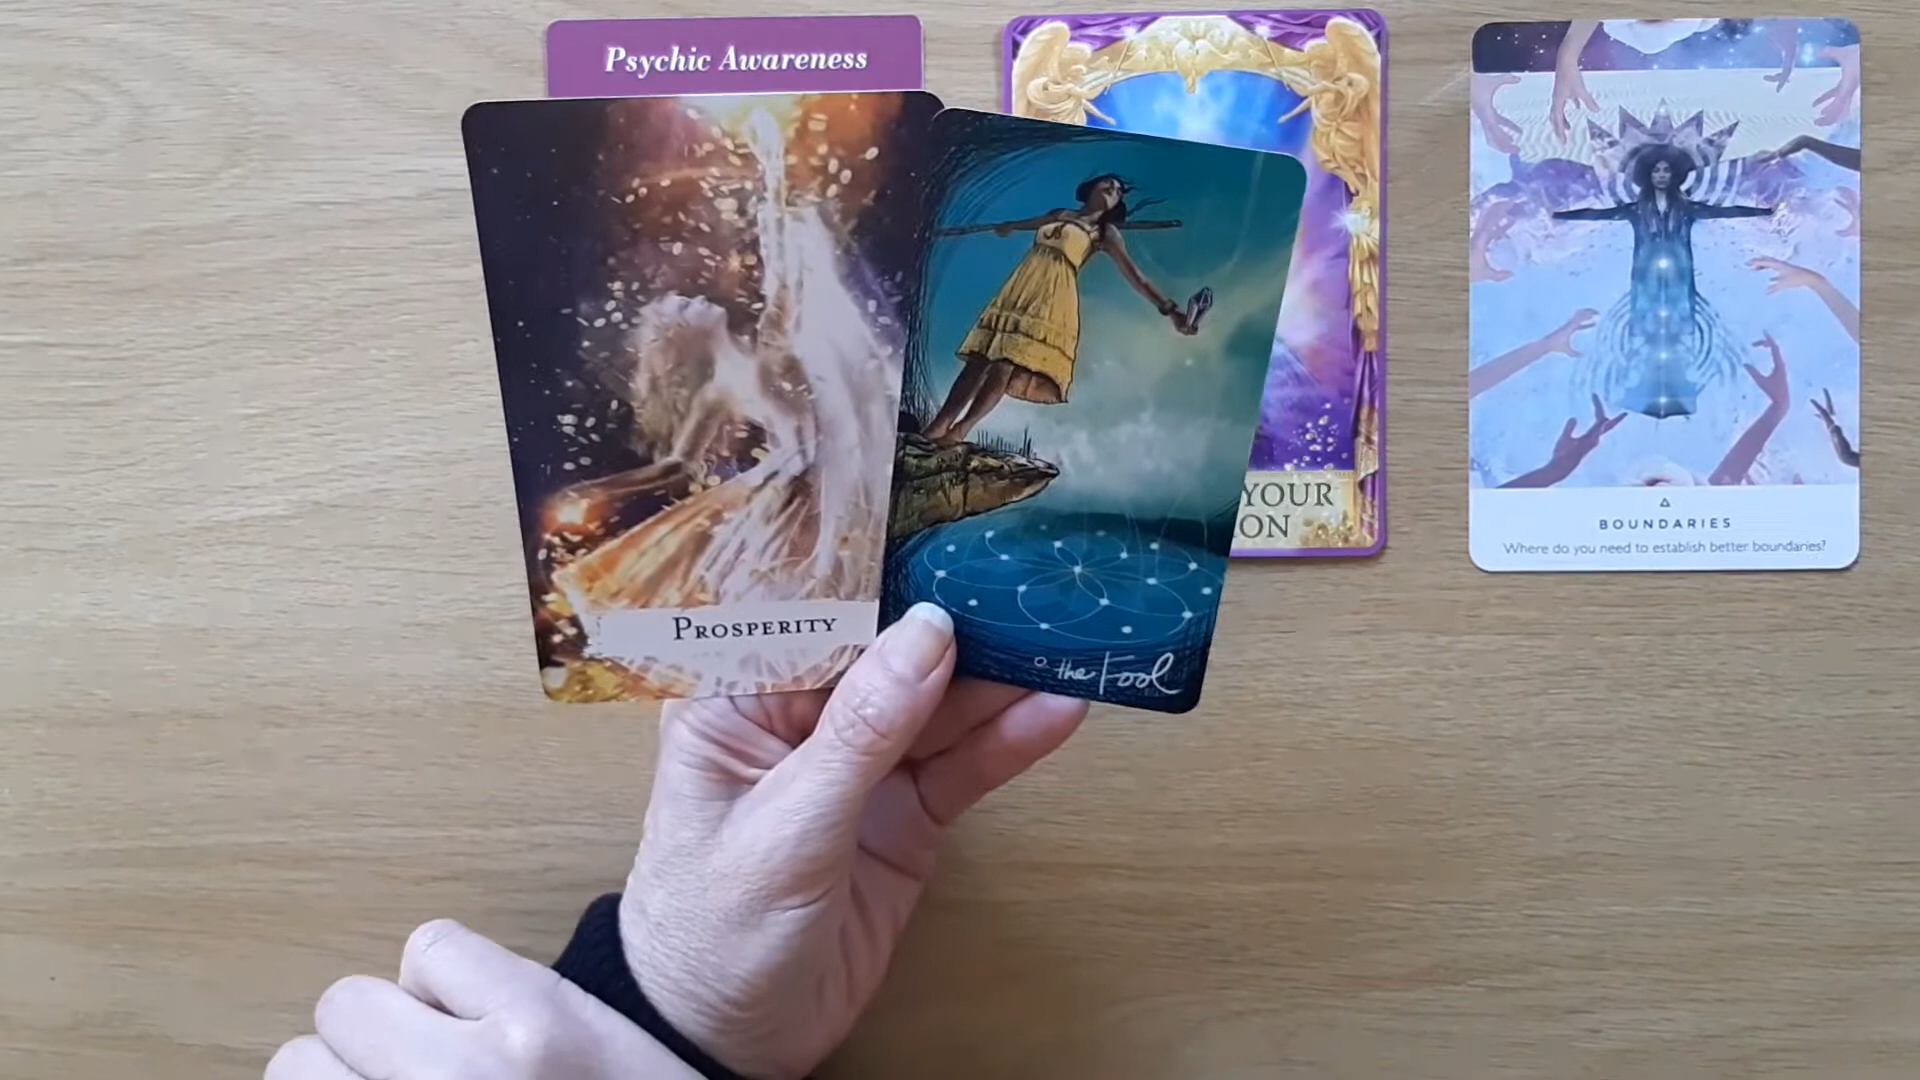 Psychic Awareness
PROSPERITY
0 the Fool
YOUR
ON
BOUNDARIES
Where do you need to establish better boundaries?